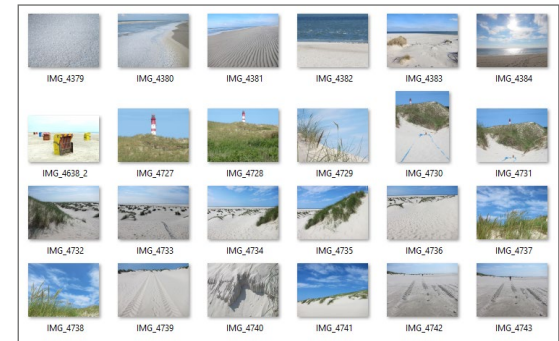 IMG_4379 IMG_4380 IMG_4381 IMG_4382 IMG_4383 IMG_4384
IMG_4638_2 IMG_4727 IMG_4728 IMG_4729 IMG_4730 IMG_4731
IMG_4732 IMG_4733 IMG_4734 IMG_4735 IMG_4736 IMG_4737
IMG_4738 IMG_4739 IMG_4740 IMG_4741 IMG_4742 IMG_4743